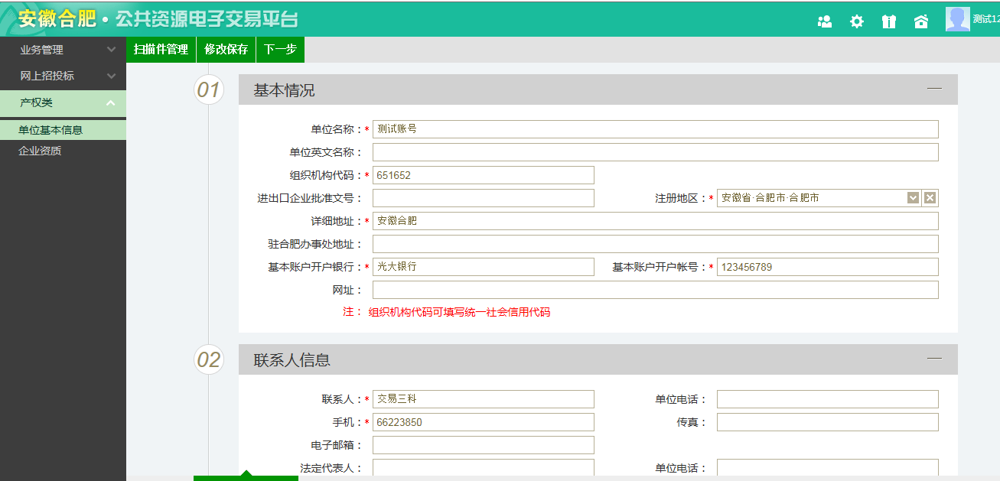 安徽合肥·公共资源电子交易平台
测试12
业务管理
网上招投标
产权类
单位基本信息
企业资质
扫描件管理 修改保存 下一步
01 基本情况
单位名称：* 测试账号
单位英文名称：
组织机构代码：* 651652
进出口企业批准文号： 注册地区：* 安徽省·合肥市·合肥市
详细地址：* 安徽合肥
驻合肥办事处地址：
基本账户开户银行：* 光大银行 基本账户开户帐号：* 123456789
网址：
注： 组织机构代码可填写统一社会信用代码
02 联系人信息
联系人：* 交易三科 单位电话：
手机：* 66223850 传真：
电子邮箱：
法定代表人： 单位电话：